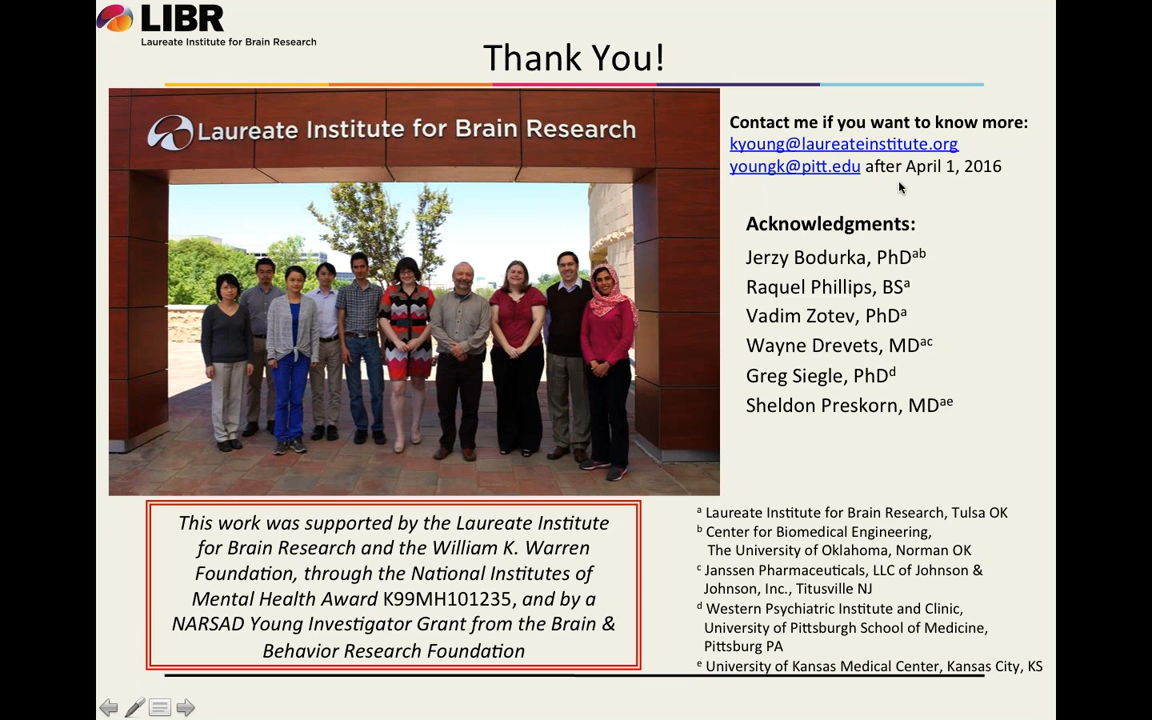 LIBR
Laureate Institute for Brain Research
Thank You!
Laureate Institute for Brain Research
Contact me if you want to know more:
kyoung@laureateinstitute.org
youngk@pitt.edu after April 1, 2016
Acknowledgments:
Jerzy Bodurka, PhDab
Raquel Phillips, BSa
Vadim Zotev, PhDa
Wayne Drevets, MDac
Greg Siegle, PhDd
Sheldon Preskorn, MDae
This work was supported by the Laureate Institute
for Brain Research and the William K. Warren
Foundation, through the National Institutes of
Mental Health Award K99MH101235, and by a
NARSAD Young Investigator Grant from the Brain &
Behavior Research Foundation
a Laureate Institute for Brain Research, Tulsa OK
b Center for Biomedical Engineering,
The University of Oklahoma, Norman OK
c Janssen Pharmaceuticals, LLC of Johnson &
Johnson, Inc., Titusville NJ
d Western Psychiatric Institute and Clinic,
University of Pittsburgh School of Medicine,
Pittsburg PA
e University of Kansas Medical Center, Kansas City, KS